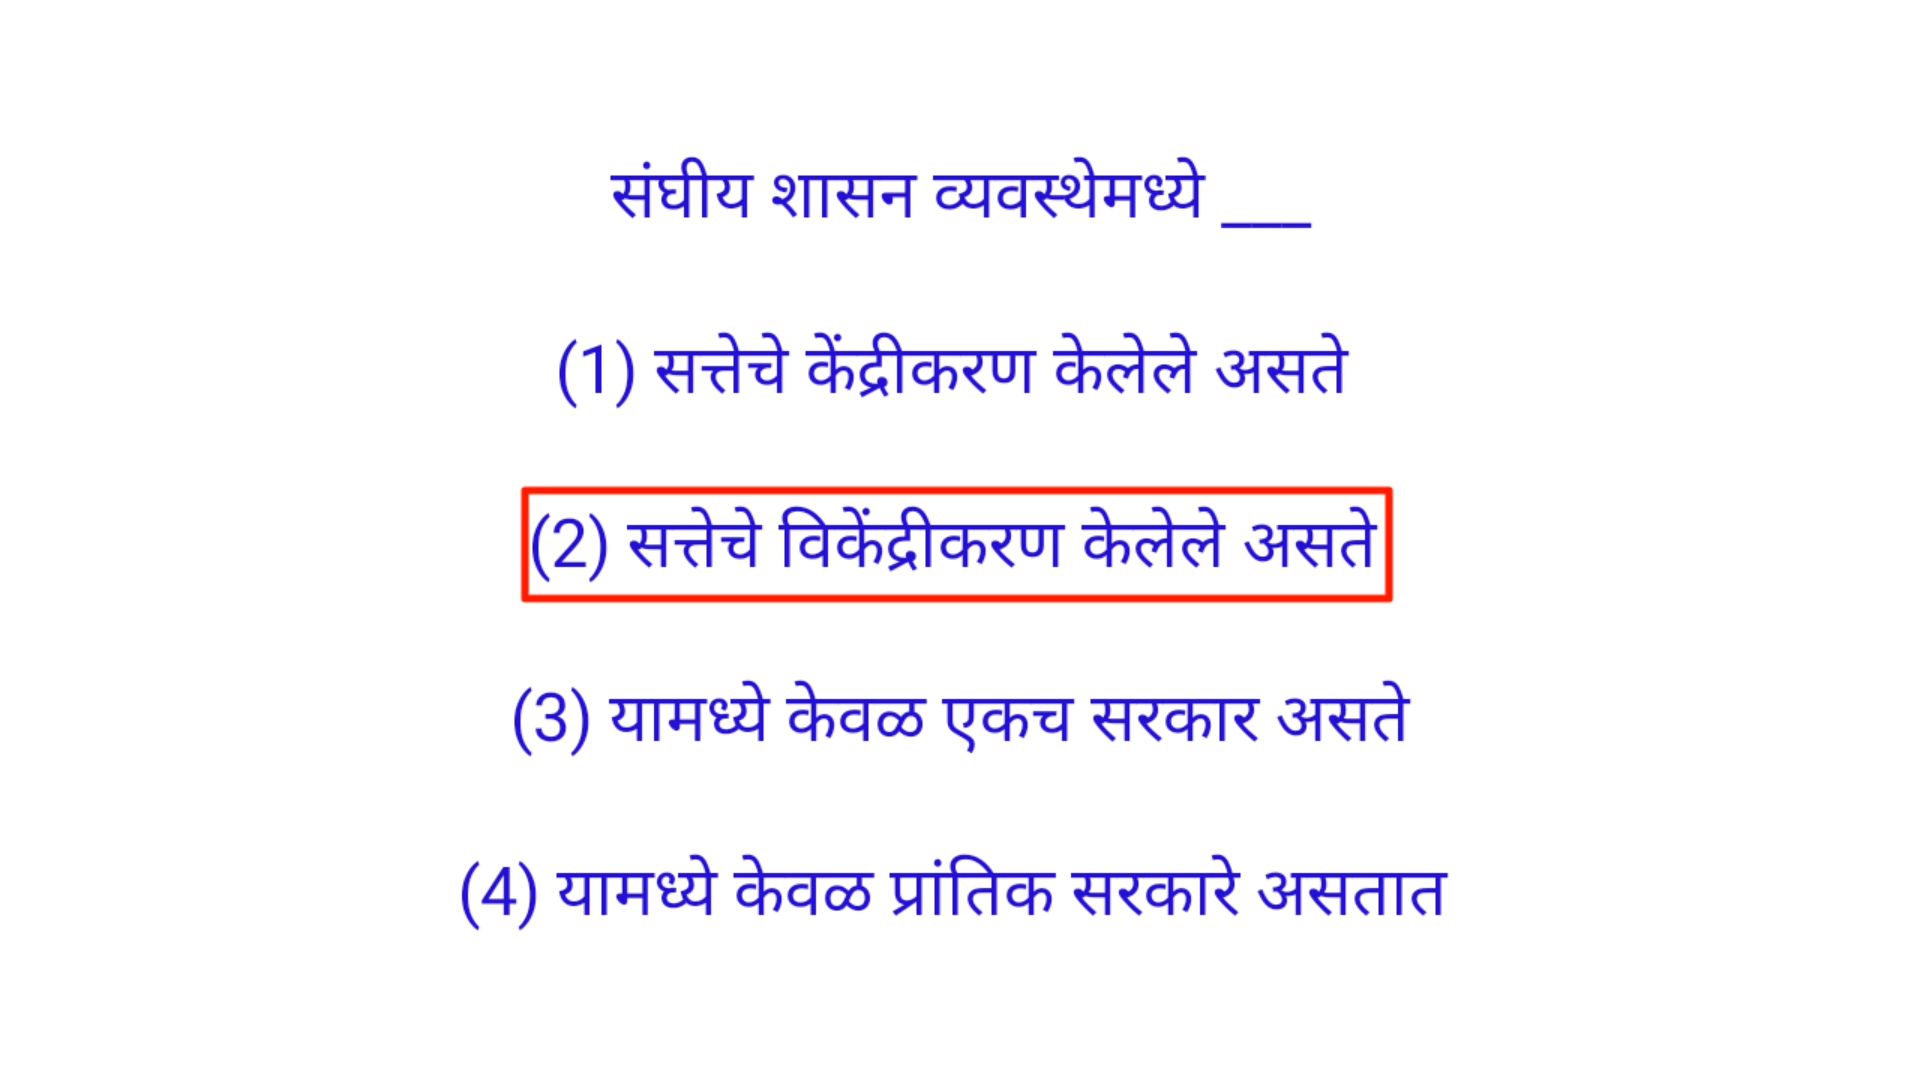 संघीय शासन व्यवस्थेमध्ये ___
(1) सत्तेचे केंद्रीकरण केलेले असते
(2) सत्तेचे विकेंद्रीकरण केलेले असते
(3) यामध्ये केवळ एकच सरकार असते
(4) यामध्ये केवळ प्रांतिक सरकारे असतात